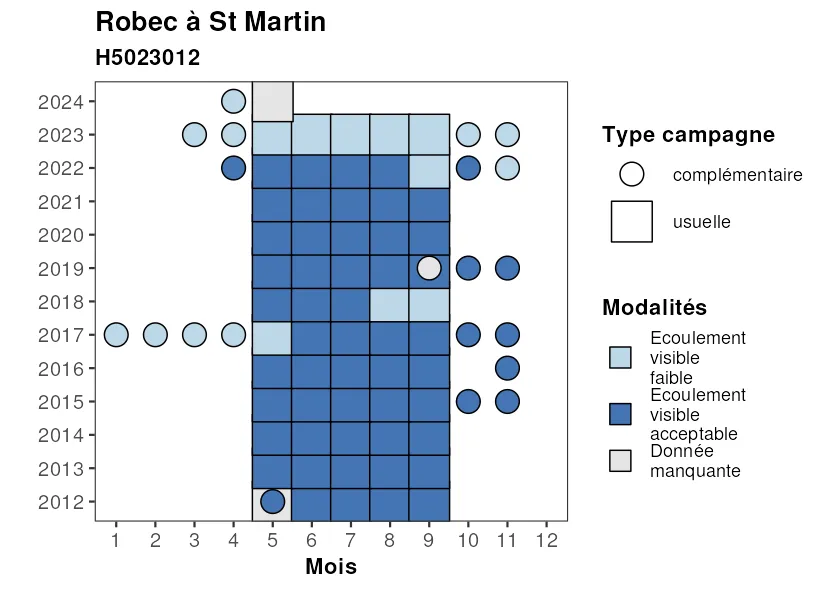 Robec à St Martin
H5023012
2024
2023
2022
2021
2020
2019
2018
2017
2016
2015
2014
2013
2012
1 2 3 4 5 6 7 8 9 10 11 12
Mois
Type campagne
complémentaire
usuelle
Modalités
Ecoulement
visible
faible
Ecoulement
visible
acceptable
Donnée
manquante